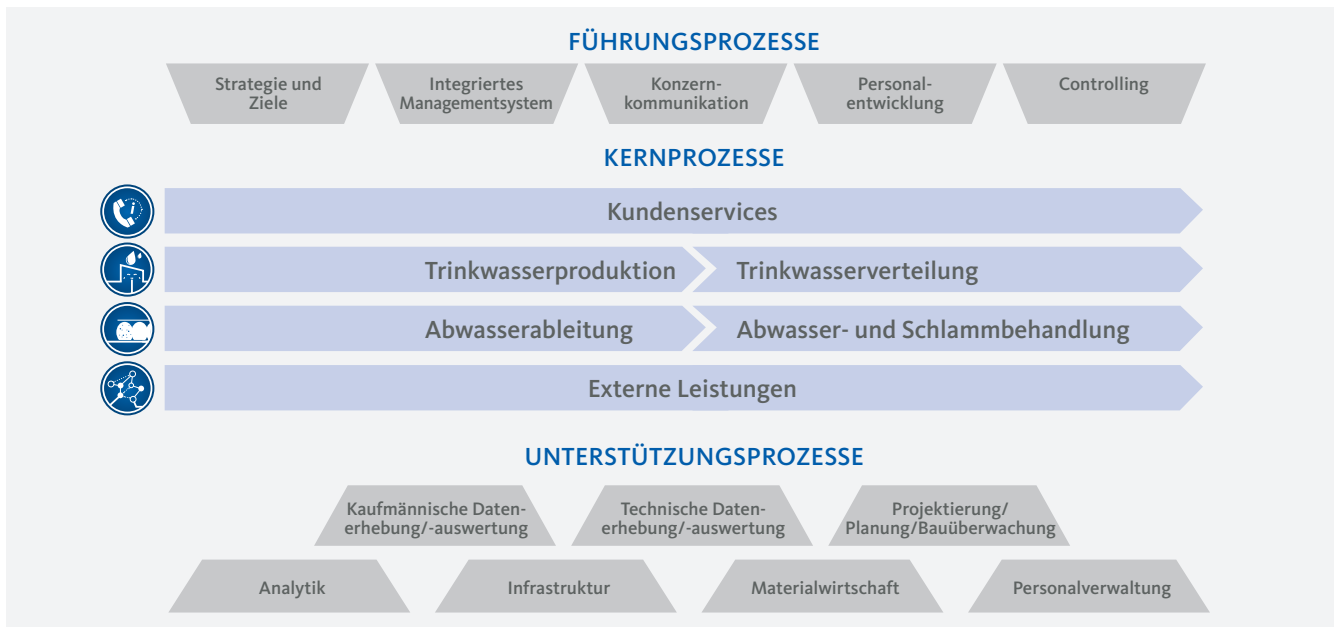 FÜHRUNGSPROZESSE
Strategie und
Ziele
Integriertes
Managementsystem
Konzern-
kommunikation
Personal-
entwicklung
Controlling
KERNPROZESSE
i
Kundenservices
Trinkwasserproduktion
Trinkwasserverteilung
Abwasserableitung
Abwasser- und Schlammbehandlung
Externe Leistungen
UNTERSTÜTZUNGSPROZESSE
Kaufmännische Daten-
erhebung/-auswertung
Technische Daten-
erhebung/-auswertung
Projektierung/
Planung/Bauüberwachung
Analytik
Infrastruktur
Materialwirtschaft
Personalverwaltung